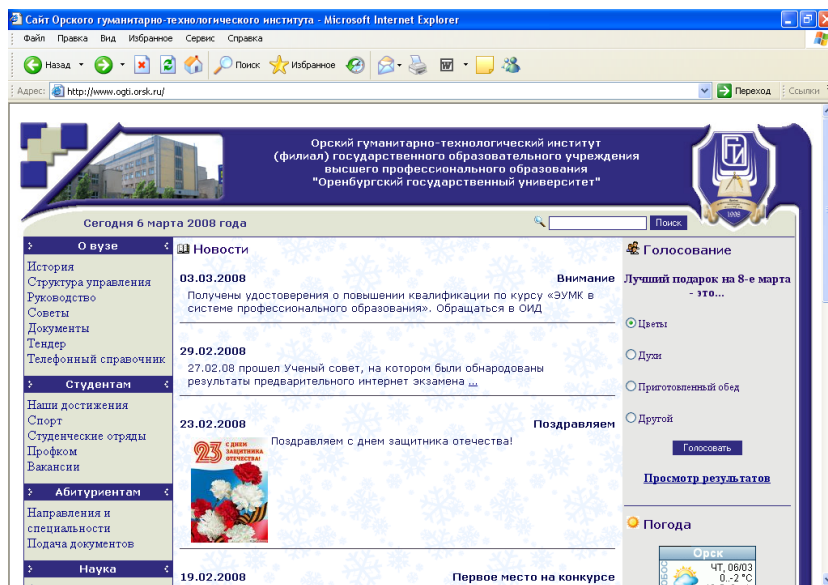 Сайт Орского гуманитарно-технологического института - Microsoft Internet Explorer
Файл Правка Вид Избранное Сервис Справка
Назад Поиск Избранное
Адрес: http://www.ogti.orsk.ru/ Переход Ссылки
Орский гуманитарно-технологический институт
(филиал) государственного образовательного учреждения
высшего профессионального образования
"Оренбургский государственный университет"
1998
Сегодня 6 марта 2008 года
Поиск
О вузе
История
Структура управления
Руководство
Советы
Документы
Тендер
Телефонный справочник
Студентам
Наши достижения
Спорт
Студенческие отряды
Профком
Вакансии
Абитуриентам
Направления и
специальности
Подача документов
Наука
Новости
03.03.2008 Внимание
Получены удостоверения о повышении квалификации по курсу «ЭУМК в
системе профессионального образования». Обращаться в ОИД
29.02.2008
27.02.08 прошел Ученый совет, на котором были обнародованы
результаты предварительного интернет экзамена ...
23.02.2008 Поздравляем
23 С ДНЕМ
ЗАЩИТНИКА
ОТЕЧЕСТВА!
Поздравляем с днем защитника отечества!
19.02.2008 Первое место на конкурсе
Голосование
Лучший подарок на 8-е марта
- это...
Цветы
Духи
Приготовленный обед
Другой
Голосовать
Просмотр результатов
Погода
Орск
ЧТ, 06/03
0..-2 °C